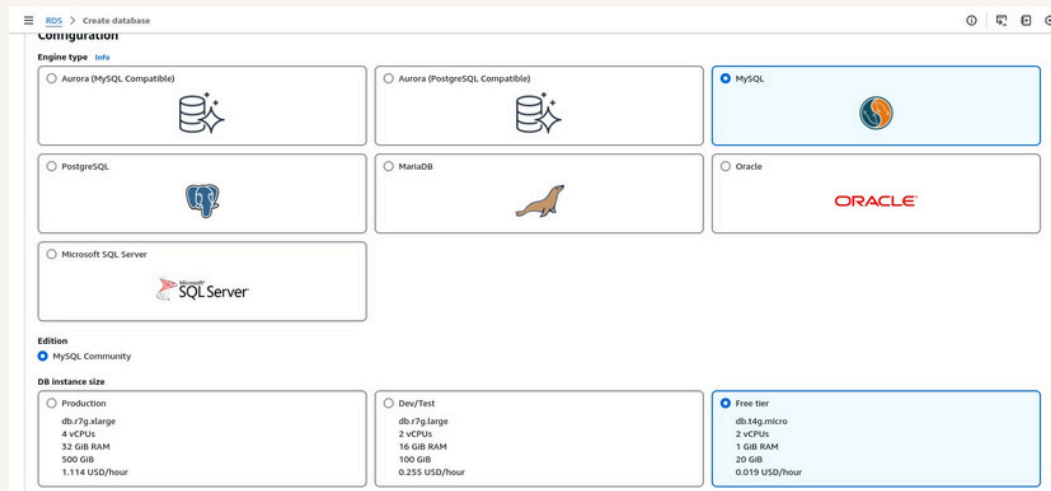 RDS > Create database
Configuration
Engine type Info
Aurora (MySQL Compatible)
Aurora (PostgreSQL Compatible)
MySQL
PostgreSQL
MariaDB
Oracle
ORACLE
Microsoft SQL Server
Microsoft
SQL Server
Edition
MySQL Community
DB instance size
Production
db.r7g.xlarge
4 vCPUs
32 GiB RAM
500 GiB
1.114 USD/hour
Dev/Test
db.r7g.large
2 vCPUs
16 GiB RAM
100 GiB
0.255 USD/hour
Free tier
db.t4g.micro
2 vCPUs
1 GiB RAM
20 GiB
0.019 USD/hour